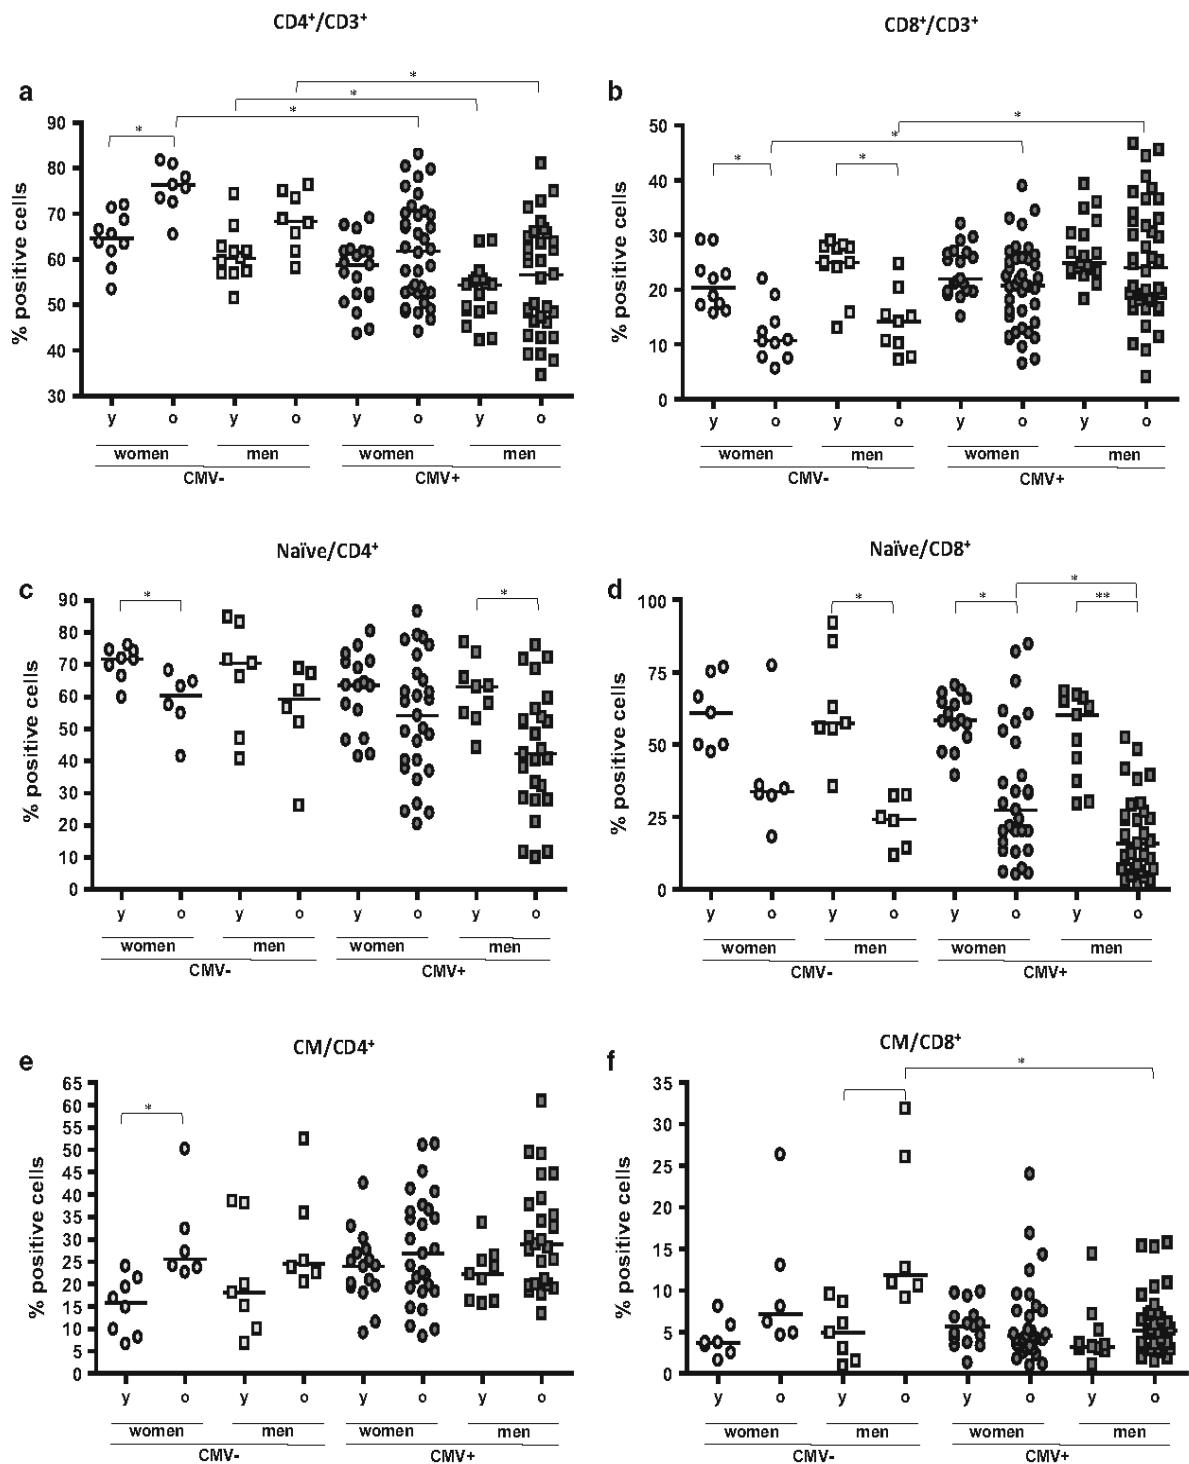 CD4⁺/CD3⁺
a
% positive cells
90
80
70
60
50
40
30
*
*
*
*
y o y o y o y o
women men women men
CMV- CMV+
CD8⁺/CD3⁺
b
% positive cells
50
40
30
20
10
0
*
*
*
*
y o y o y o y o
women men women men
CMV- CMV+
Naïve/CD4⁺
c
% positive cells
90
80
70
60
50
40
30
20
10
0
*
*
y o y o y o y o
women men women men
CMV- CMV+
Naïve/CD8⁺
d
% positive cells
100
75
50
25
0
*
*
*
**
y o y o y o y o
women men women men
CMV- CMV+
CM/CD4⁺
e
% positive cells
65
60
55
50
45
40
35
30
25
20
15
10
5
0
*
y o y o y o y o
women men women men
CMV- CMV+
CM/CD8⁺
f
% positive cells
35
30
25
20
15
10
5
0
*
y o y o y o y o
women men women men
CMV- CMV+